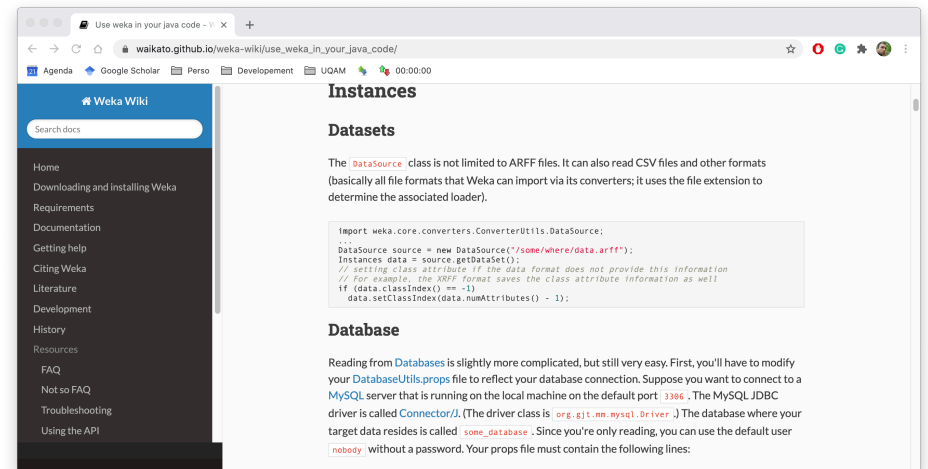 Use weka in your java code - W
waikato.github.io/weka-wiki/use_weka_in_your_java_code/
21 Agenda Google Scholar Perso Developement UQAM 00:00:00
Weka Wiki
Search docs
Home
Downloading and installing Weka
Requirements
Documentation
Getting help
Citing Weka
Literature
Development
History
Resources
FAQ
Not so FAQ
Troubleshooting
Using the API
Instances
Datasets
The DataSource class is not limited to ARFF files. It can also read CSV files and other formats
(basically all file formats that Weka can import via its converters; it uses the file extension to
determine the associated loader).
import weka.core.converters.ConverterUtils.DataSource;
...
DataSource source = new DataSource("/some/where/data.arff");
Instances data = source.getDataSet();
// setting class attribute if the data format does not provide this information
// For example, the XRFF format saves the class attribute information as well
if (data.classIndex() == -1)
  data.setClassIndex(data.numAttributes() - 1);
Database
Reading from Databases is slightly more complicated, but still very easy. First, you'll have to modify
your DatabaseUtils.props file to reflect your database connection. Suppose you want to connect to a
MySQL server that is running on the local machine on the default port 3306 . The MySQL JDBC
driver is called Connector/J. (The driver class is org.gjt.mm.mysql.Driver .) The database where your
target data resides is called some_database . Since you're only reading, you can use the default user
nobody without a password. Your props file must contain the following lines: